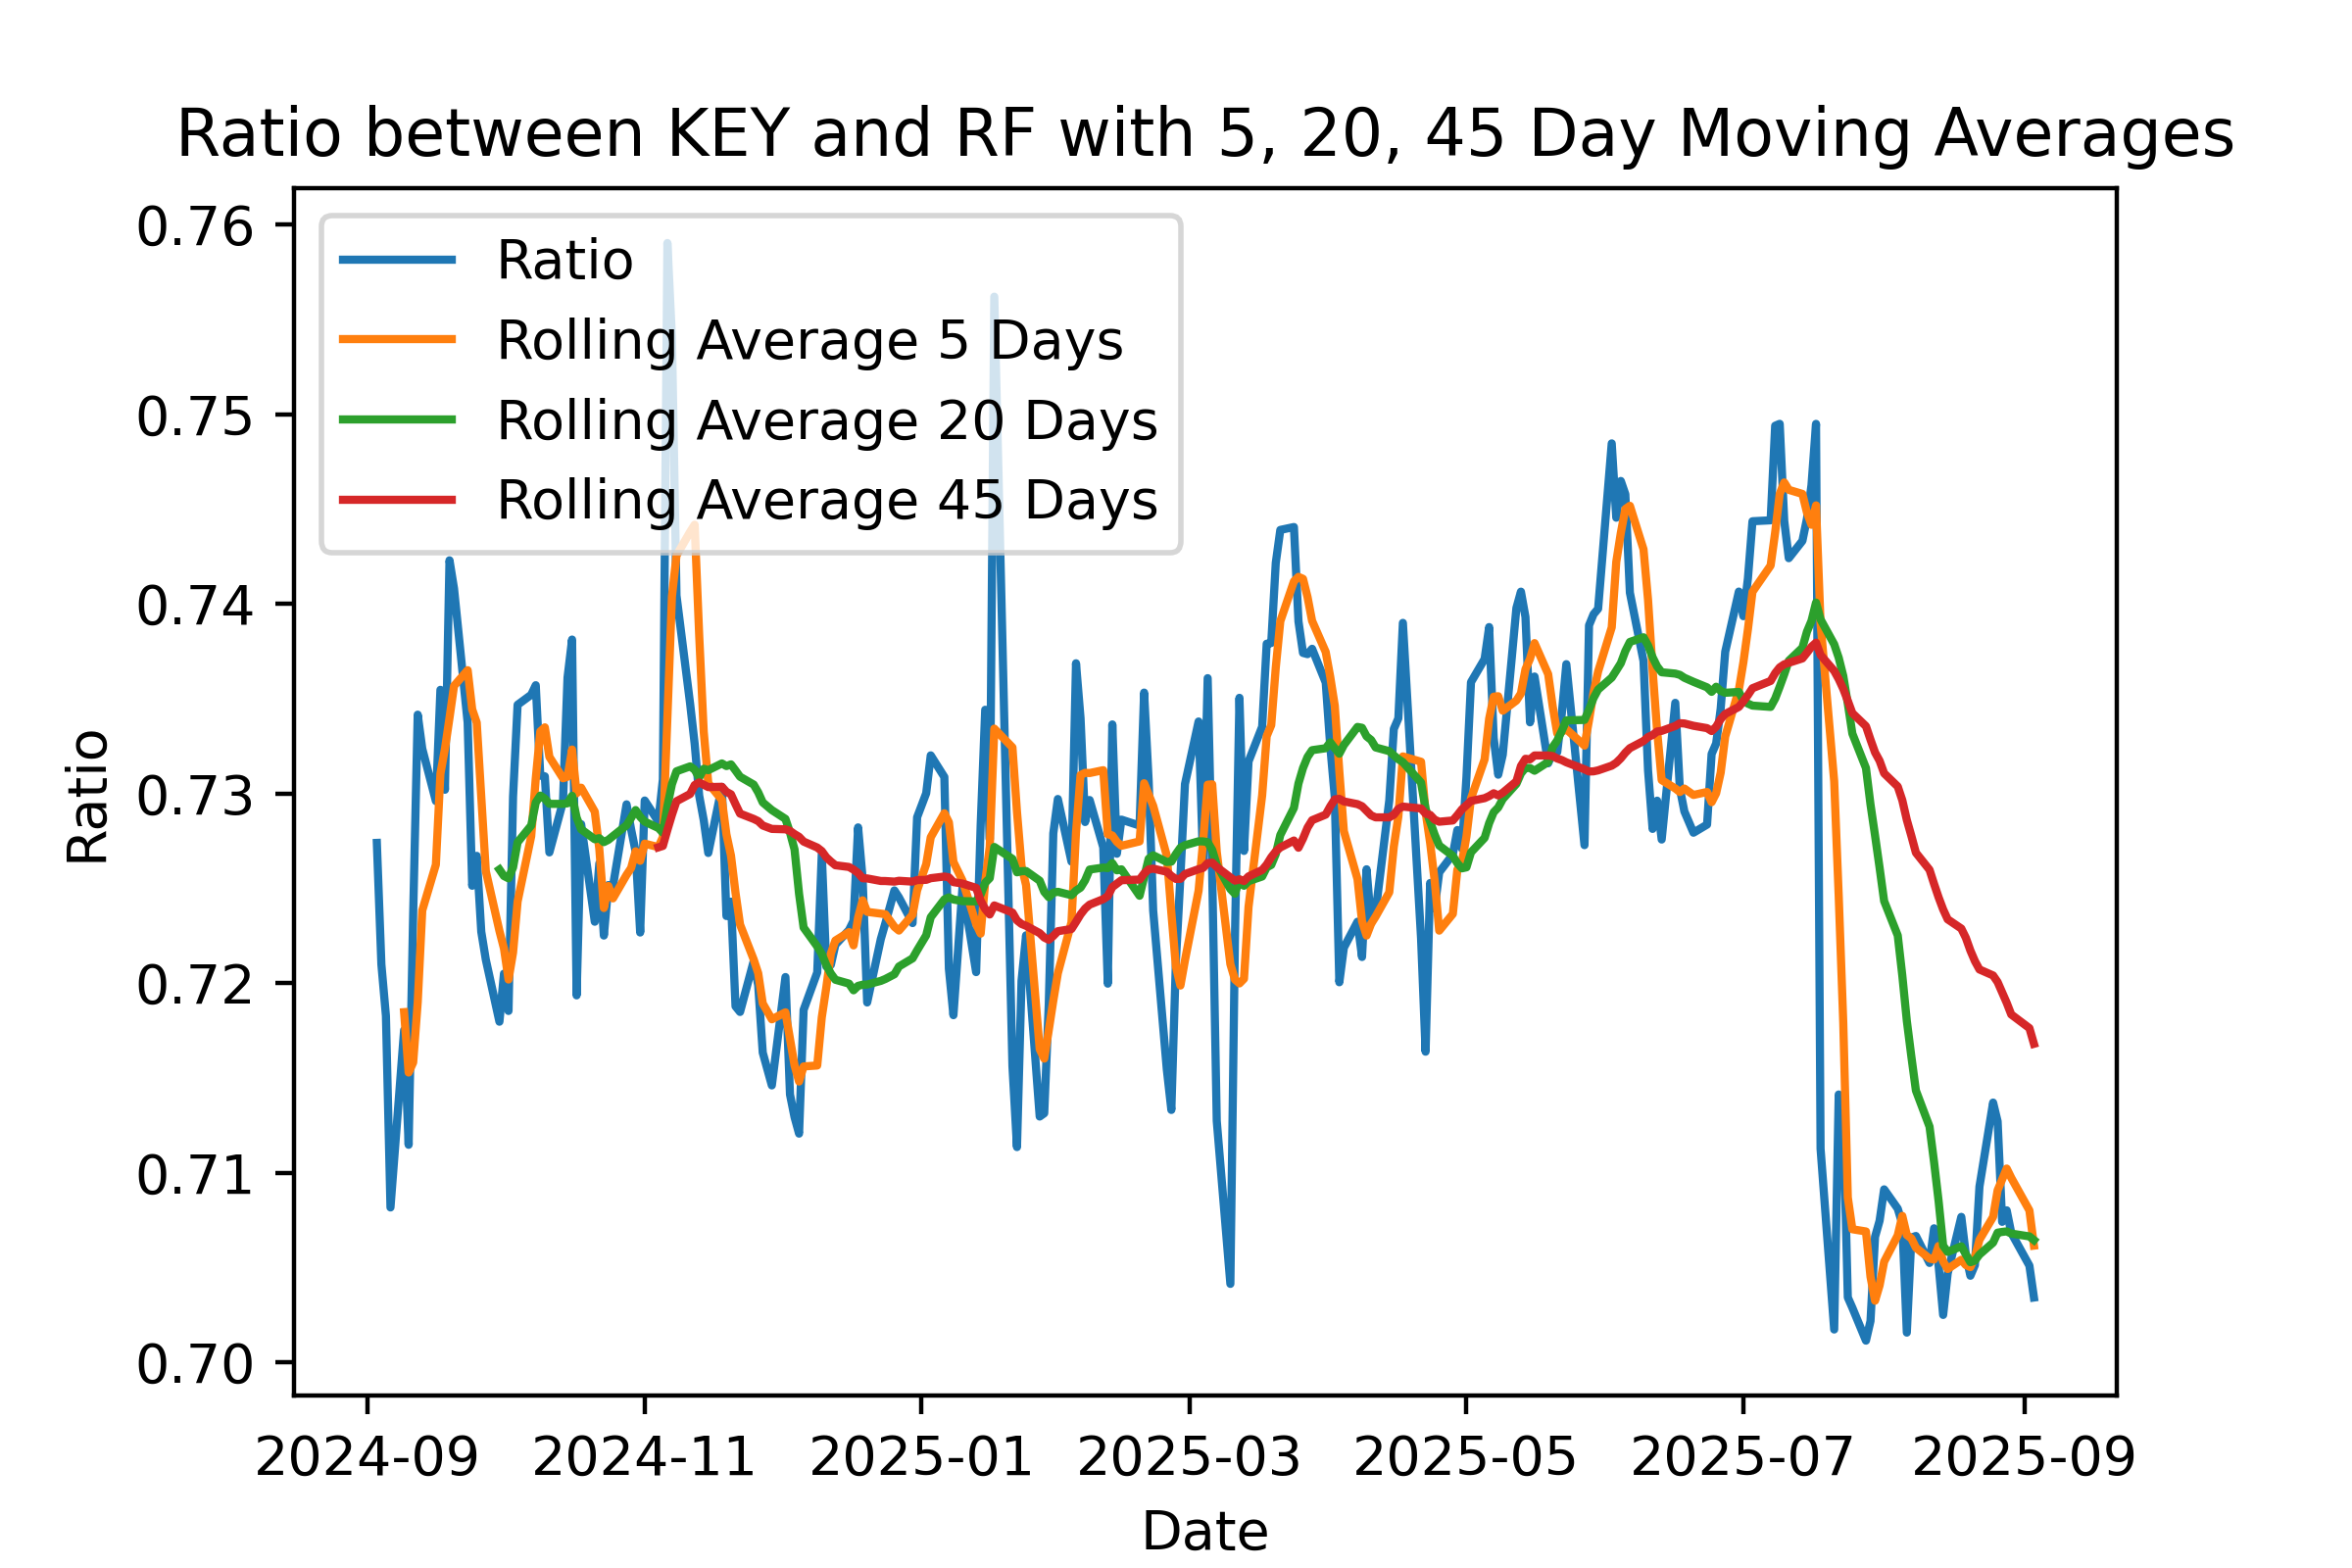 Ratio between KEY and RF with 5, 20, 45 Day Moving Averages
0.76
0.75
0.74
0.73
0.72
0.71
0.70
Ratio
Ratio
Rolling Average 5 Days
Rolling Average 20 Days
Rolling Average 45 Days
2024-09 2024-11 2025-01 2025-03 2025-05 2025-07 2025-09
Date